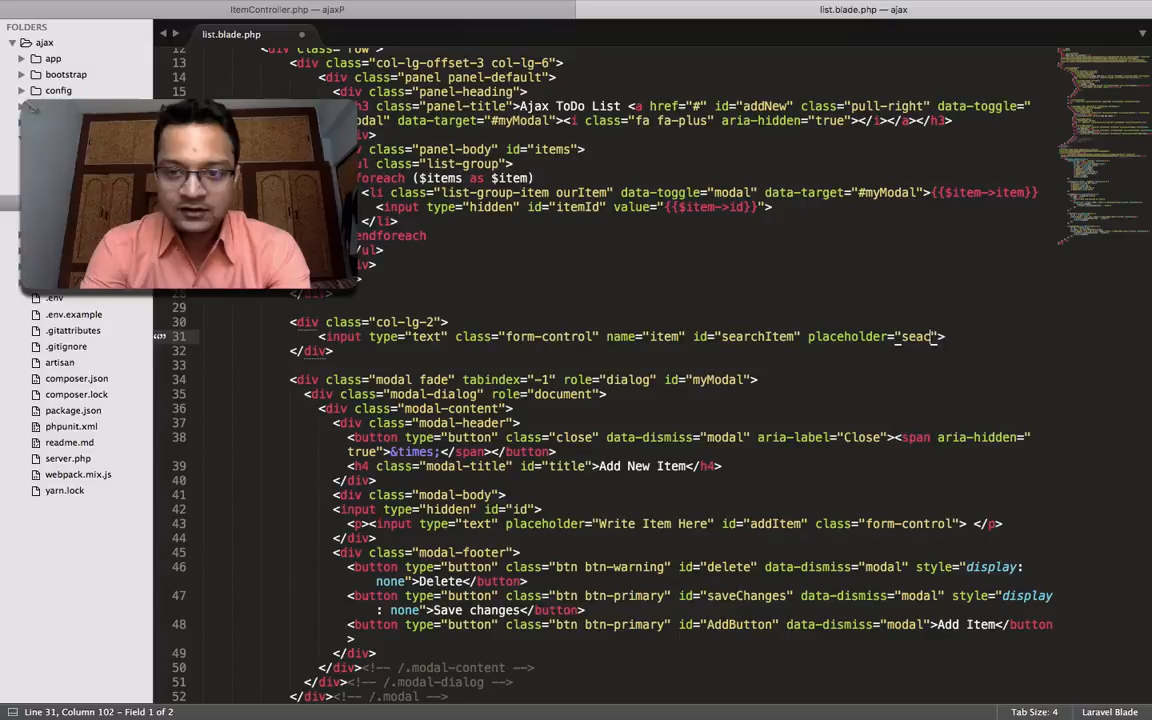 ItemController.php — ajaxP
list.blade.php — ajax
FOLDERS
ajax
app
bootstrap
config
.env
.env.example
.gitattributes
.gitignore
artisan
composer.json
composer.lock
package.json
phpunit.xml
readme.md
server.php
webpack.mix.js
yarn.lock
list.blade.php
12 <div class="row">
13 <div class="col-lg-offset-3 col-lg-6">
14 <div class="panel panel-default">
15 <div class="panel-heading">
h3 class="panel-title">Ajax ToDo List <a href="#" id="addNew" class="pull-right" data-toggle="
data-target="#myModal"><i class="fa fa-plus" aria-hidden="true"></i></a></h3>
iv>
class="panel-body" id="items">
ul class="list-group">
foreach ($items as $item)
<li class="list-group-item ourItem" data-toggle="modal" data-target="#myModal">{{$item->item}}
<input type="hidden" id="itemId" value="{{$item->id}}">
</li>
endforeach
/ul>
iv>
>
28 </div>
29
30 <div class="col-lg-2">
31 <input type="text" class="form-control" name="item" id="searchItem" placeholder="seac">
32 </div>
33
34 <div class="modal fade" tabindex="-1" role="dialog" id="myModal">
35 <div class="modal-dialog" role="document">
36 <div class="modal-content">
37 <div class="modal-header">
38 <button type="button" class="close" data-dismiss="modal" aria-label="Close"><span aria-hidden="
true">&times;</span></button>
39 <h4 class="modal-title" id="title">Add New Item</h4>
40 </div>
41 <div class="modal-body">
42 <input type="hidden" id="id">
43 <p><input type="text" placeholder="Write Item Here" id="addItem" class="form-control"> </p>
44 </div>
45 <div class="modal-footer">
46 <button type="button" class="btn btn-warning" id="delete" data-dismiss="modal" style="display:
none">Delete</button>
47 <button type="button" class="btn btn-primary" id="saveChanges" data-dismiss="modal" style="display
: none">Save changes</button>
48 <button type="button" class="btn btn-primary" id="AddButton" data-dismiss="modal">Add Item</button
>
49 </div>
50 </div><!-- /.modal-content -->
51 </div><!-- /.modal-dialog -->
52 </div><!-- /.modal -->
Line 31, Column 102 - Field 1 of 2
Tab Size: 4
Laravel Blade